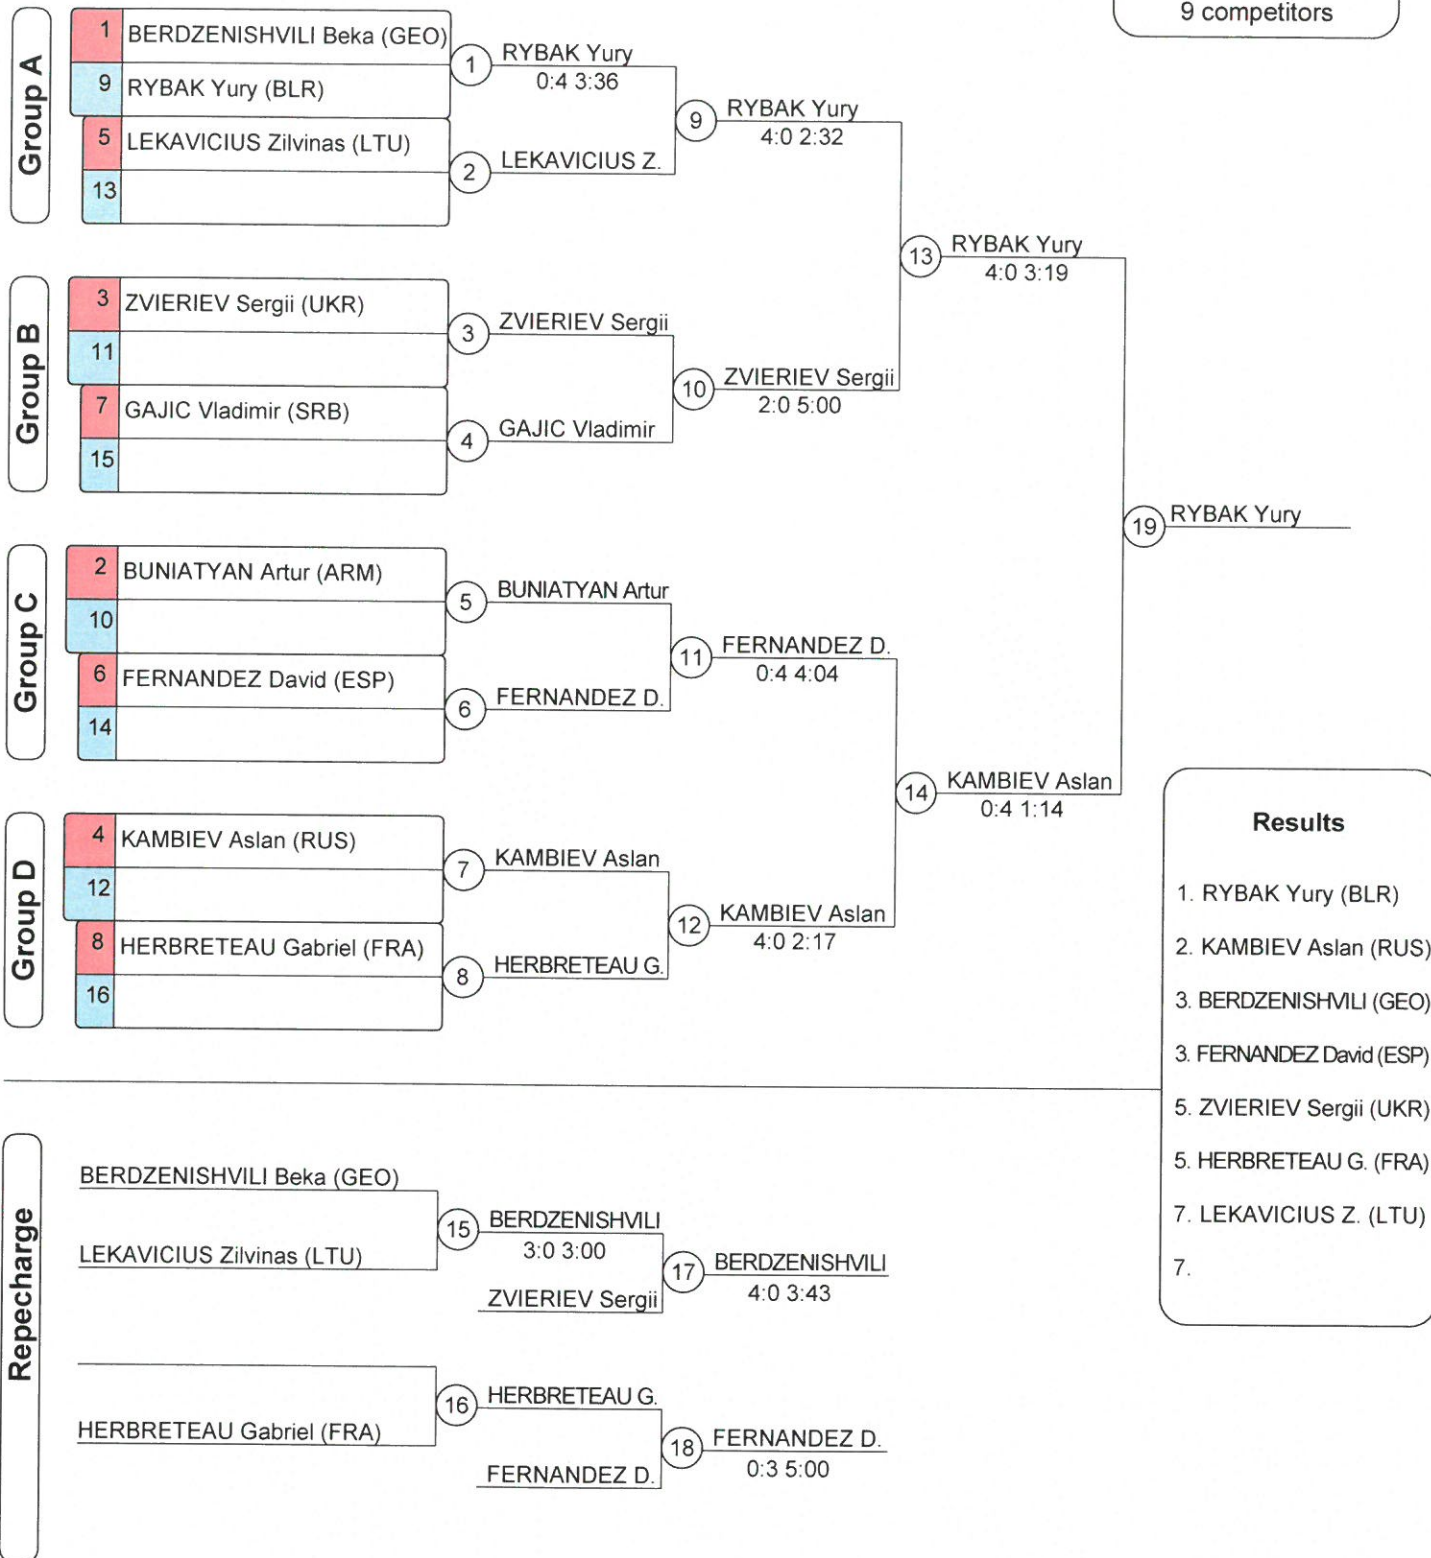 9 competitors
Group A
1 BERDZENISHVILI Beka (GEO)
9 RYBAK Yury (BLR)
5 LEKAVICIUS Zilvinas (LTU)
13
1 RYBAK Yury
0:4 3:36
2 LEKAVICIUS Z.
9 RYBAK Yury
4:0 2:32
Group B
3 ZVIERIEV Sergii (UKR)
11
7 GAJIC Vladimir (SRB)
15
3 ZVIERIEV Sergii
4 GAJIC Vladimir
10 ZVIERIEV Sergii
2:0 5:00
13 RYBAK Yury
4:0 3:19
Group C
2 BUNIATYAN Artur (ARM)
10
6 FERNANDEZ David (ESP)
14
5 BUNIATYAN Artur
6 FERNANDEZ D.
11 FERNANDEZ D.
0:4 4:04
Group D
4 KAMBIEV Aslan (RUS)
12
8 HERBRETEAU Gabriel (FRA)
16
7 KAMBIEV Aslan
8 HERBRETEAU G.
12 KAMBIEV Aslan
4:0 2:17
14 KAMBIEV Aslan
0:4 1:14
19 RYBAK Yury
Results
1. RYBAK Yury (BLR)
2. KAMBIEV Aslan (RUS)
3. BERDZENISHVILI (GEO)
3. FERNANDEZ David (ESP)
5. ZVIERIEV Sergii (UKR)
5. HERBRETEAU G. (FRA)
7. LEKAVICIUS Z. (LTU)
7.
Repecharge
BERDZENISHVILI Beka (GEO)
LEKAVICIUS Zilvinas (LTU)
15 BERDZENISHVILI
3:0 3:00
ZVIERIEV Sergii
17 BERDZENISHVILI
4:0 3:43
HERBRETEAU Gabriel (FRA)
16 HERBRETEAU G.
FERNANDEZ D.
18 FERNANDEZ D.
0:3 5:00